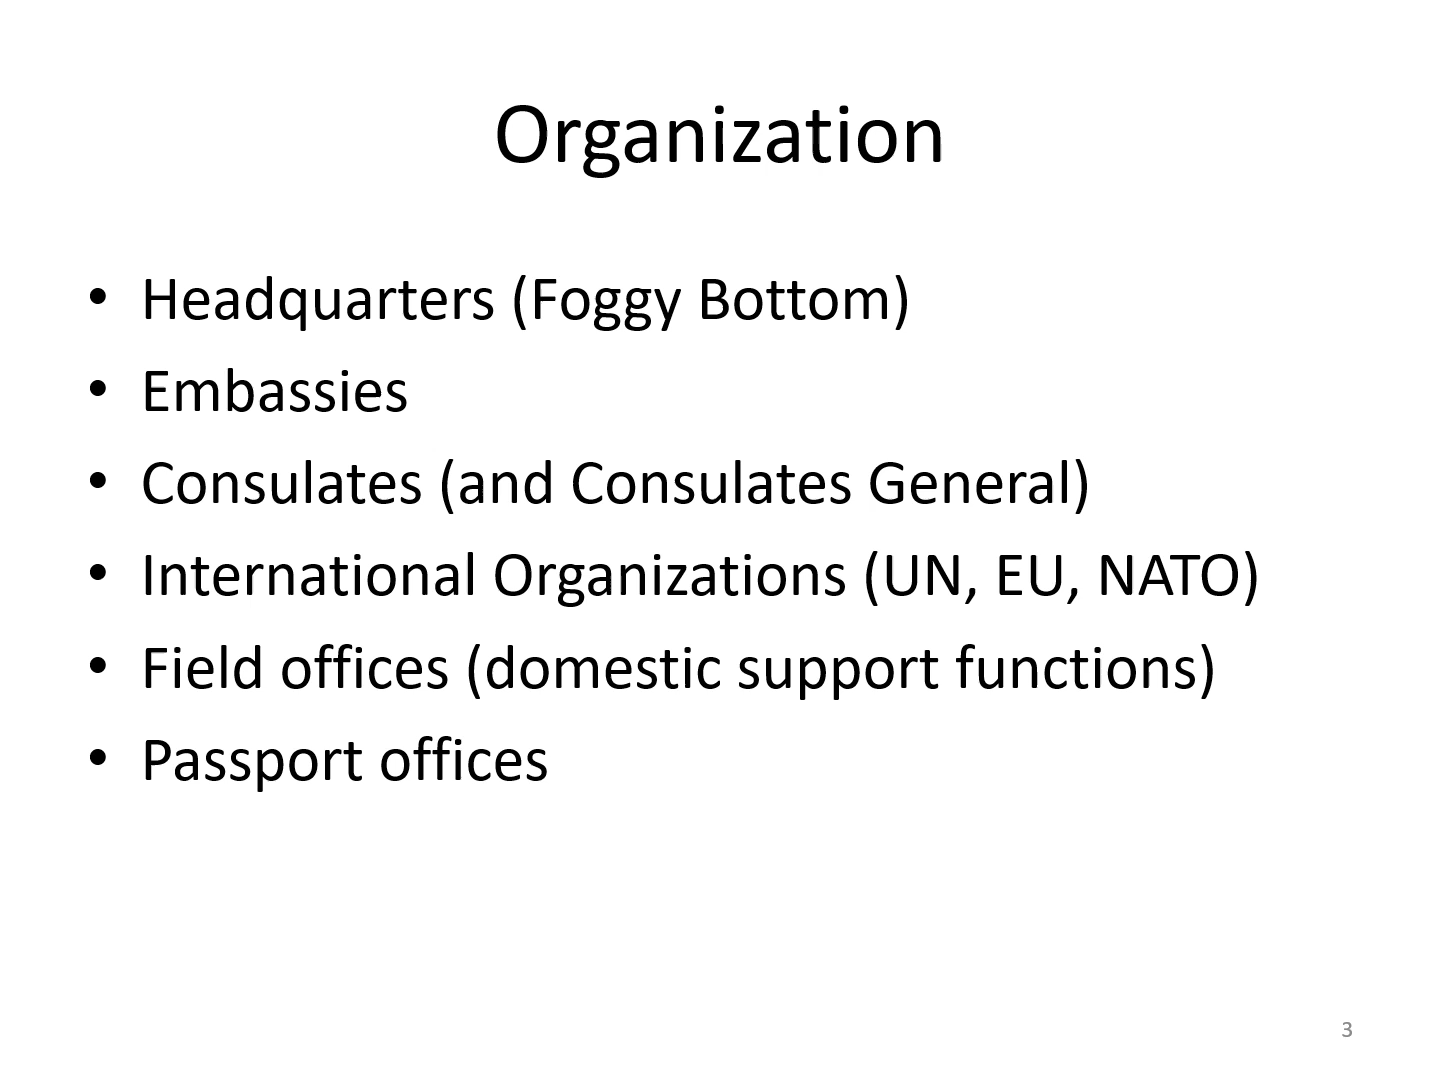 Organization
• Headquarters (Foggy Bottom)
• Embassies
• Consulates (and Consulates General)
• International Organizations (UN, EU, NATO)
• Field offices (domestic support functions)
• Passport offices
3